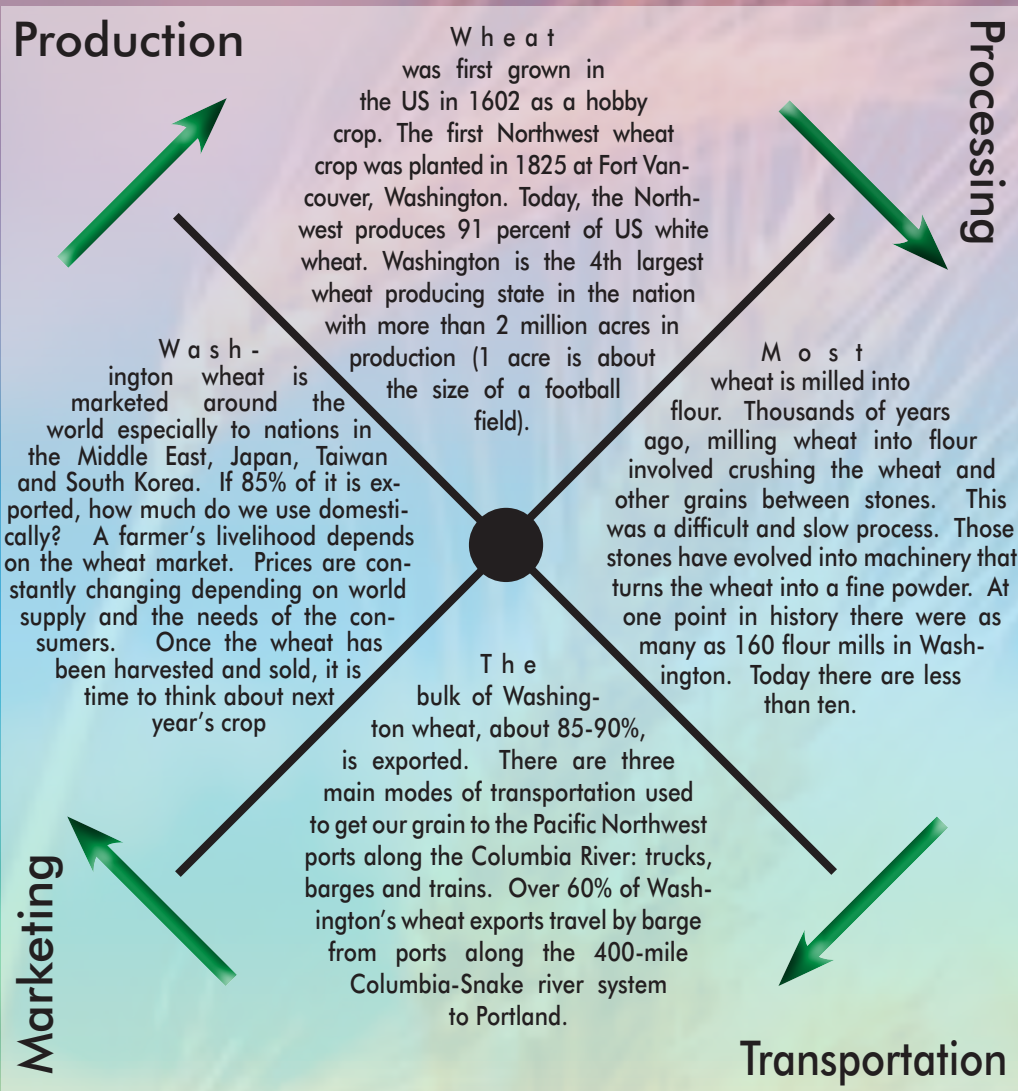 Production
Wheat
was first grown in
the US in 1602 as a hobby
crop. The first Northwest wheat
crop was planted in 1825 at Fort Van-
couver, Washington. Today, the North-
west produces 91 percent of US white
wheat. Washington is the 4th largest
wheat producing state in the nation
with more than 2 million acres in
production (1 acre is about
the size of a football
field).
Processing
Most
wheat is milled into
flour. Thousands of years
ago, milling wheat into flour
involved crushing the wheat and
other grains between stones. This
was a difficult and slow process. Those
stones have evolved into machinery that
turns the wheat into a fine powder. At
one point in history there were as
many as 160 flour mills in Wash-
ington. Today there are less
than ten.
Transportation
The
bulk of Washing-
ton wheat, about 85-90%,
is exported. There are three
main modes of transportation used
to get our grain to the Pacific Northwest
ports along the Columbia River: trucks,
barges and trains. Over 60% of Wash-
ington's wheat exports travel by barge
from ports along the 400-mile
Columbia-Snake river system
to Portland.
Marketing
Wash-
ington wheat is
marketed around the
world especially to nations in
the Middle East, Japan, Taiwan
and South Korea. If 85% of it is ex-
ported, how much do we use domesti-
cally? A farmer's livelihood depends
on the wheat market. Prices are con-
stantly changing depending on world
supply and the needs of the con-
sumers. Once the wheat has
been harvested and sold, it is
time to think about next
year's crop